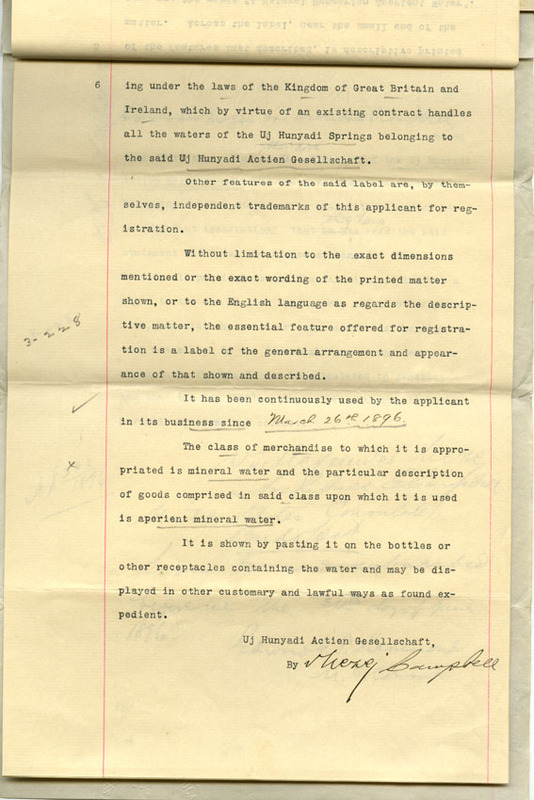 6
ing under the laws of the Kingdom of Great Britain and
Ireland, which by virtue of an existing contract handles
all the waters of the Uj Hunyadi Springs belonging to
the said Uj Hunyadi Actien Gesellschaft.
Other features of the said label are, by them-
selves, independent trademarks of this applicant for reg-
istration.
Without limitation to the exact dimensions
mentioned or the exact wording of the printed matter
shown, or to the English language as regards the descrip-
tive matter, the essential feature offered for registra-
tion is a label of the general arrangement and appear-
ance of that shown and described.
3-228
It has been continuously used by the applicant
in its business since March 26th 1896.
The class of merchandise to which it is appro-
priated is mineral water and the particular description
of goods comprised in said class upon which it is used
is aperient mineral water.
It is shown by pasting it on the bottles or
other receptacles containing the water and may be dis-
played in other customary and lawful ways as found ex-
pedient.
Uj Hunyadi Actien Gesellschaft,
By Campbell